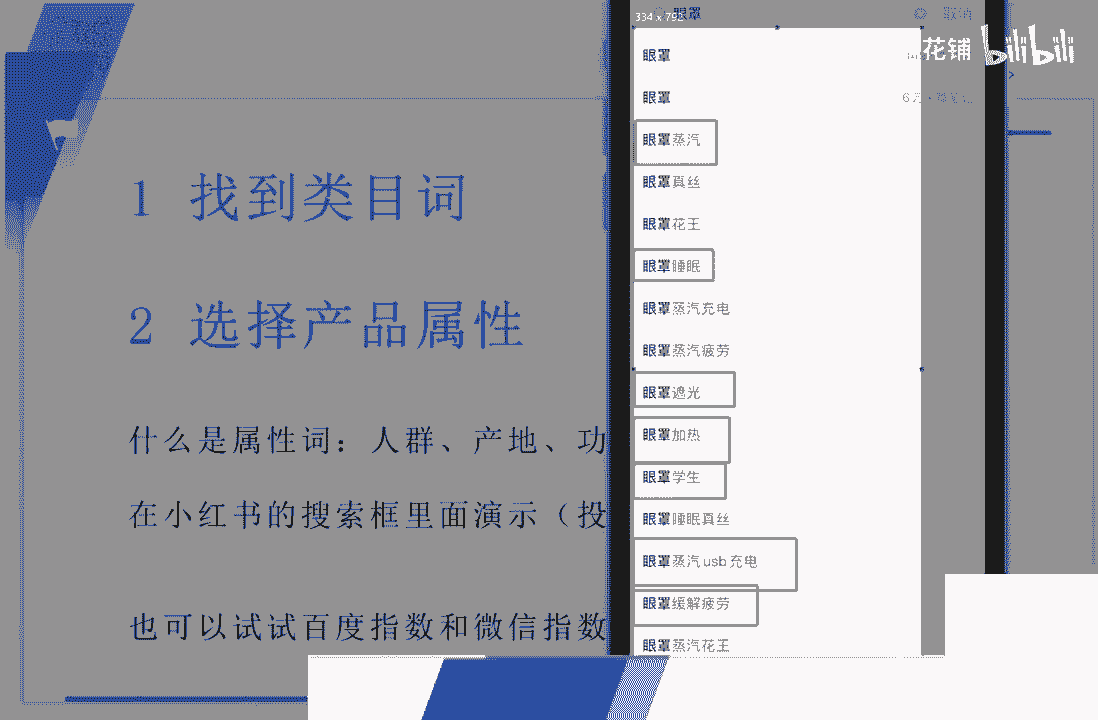 1 找到类目词
2 选择产品属性
什么是属性词：人群、产地、功
在小红书的搜索框里面演示（投
也可以试试百度指数和微信指数
334 x 792
眼罩
取消
花铺 bilibili
眼罩
眼罩
眼罩蒸汽
眼罩真丝
眼罩花王
眼罩睡眠
眼罩蒸汽充电
眼罩蒸汽疲劳
眼罩遮光
眼罩加热
眼罩学生
眼罩睡眠真丝
眼罩蒸汽usb充电
眼罩缓解疲劳
眼罩蒸汽花王